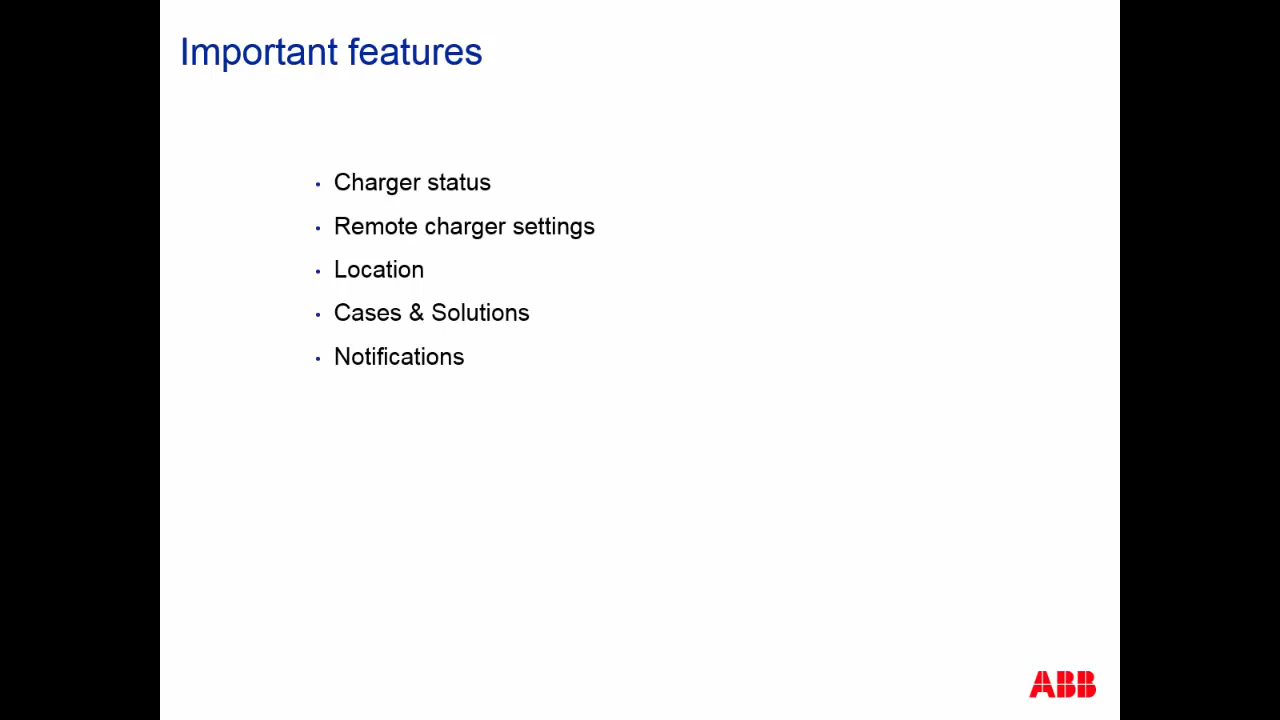 Important features
• Charger status
• Remote charger settings
• Location
• Cases & Solutions
• Notifications
ABB